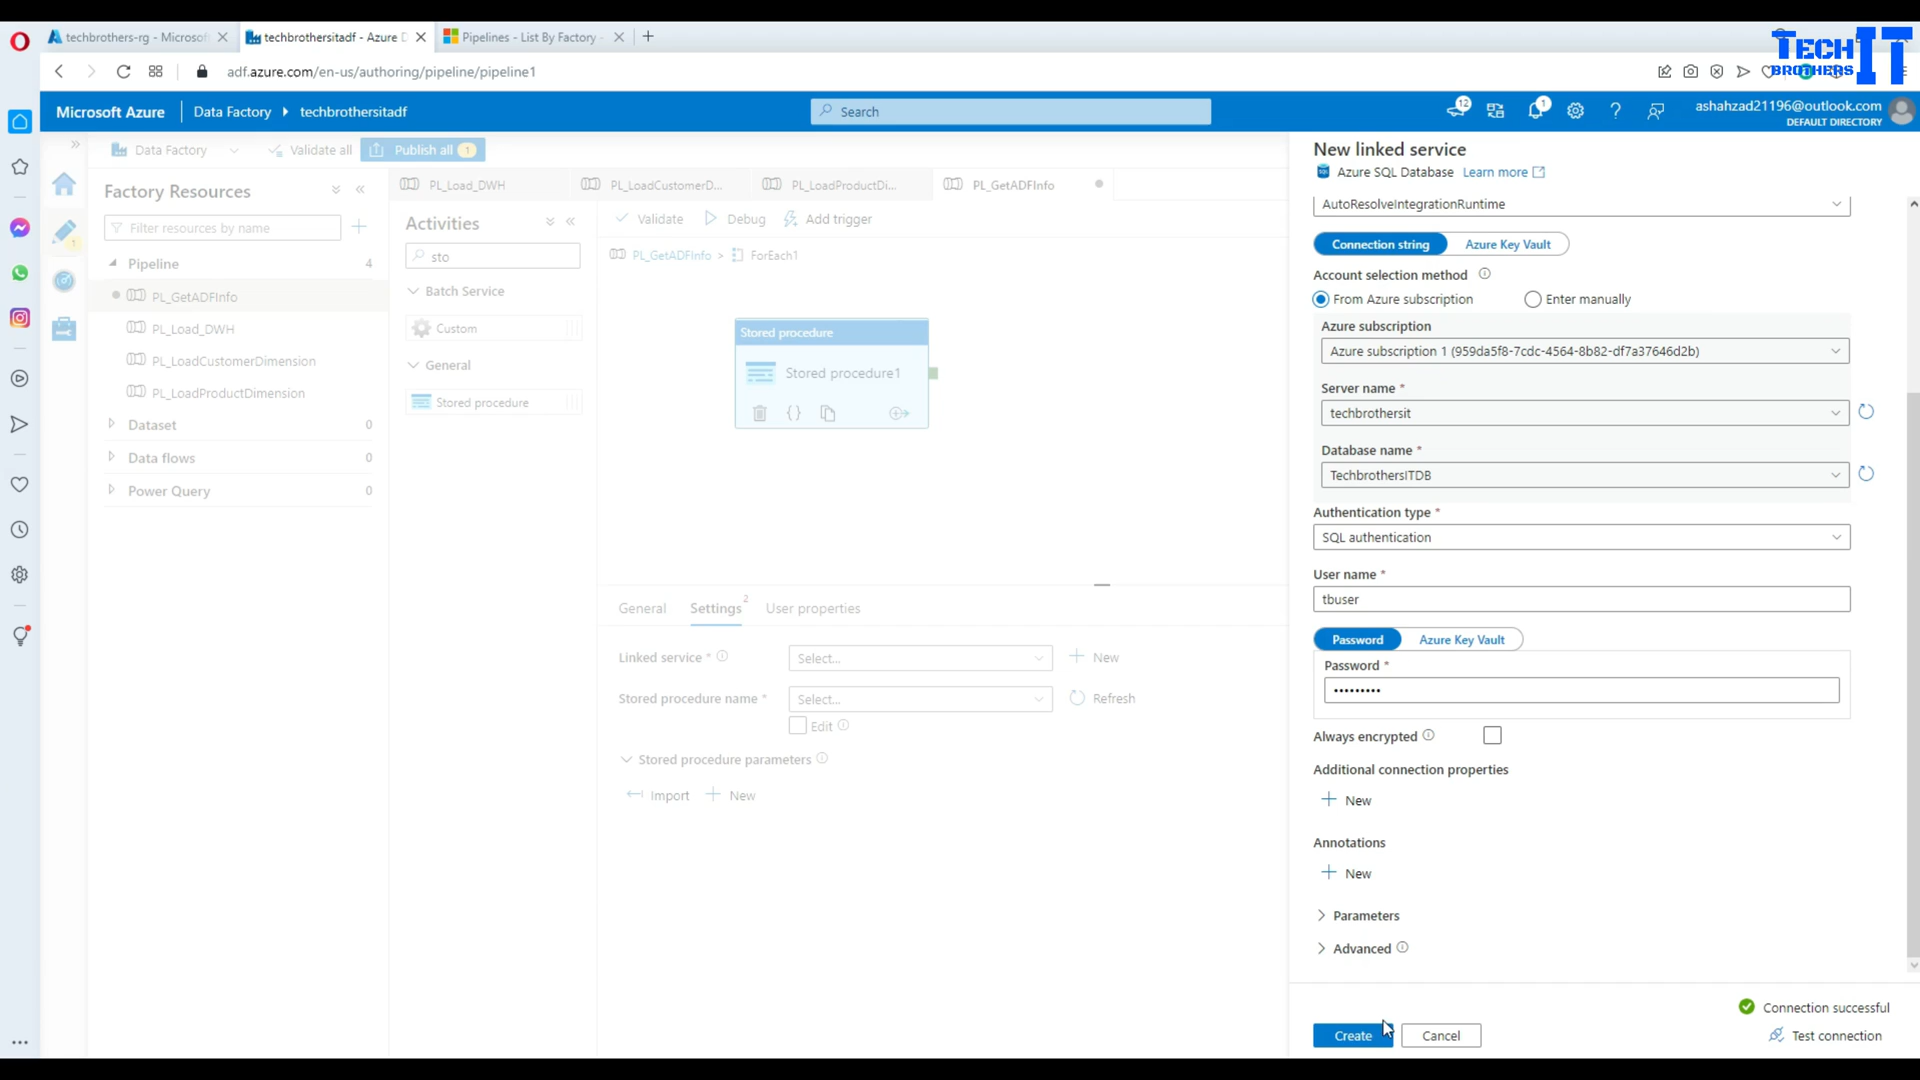 techbrothers-rg - Microsof
techbrothersitadf - Azure D
Pipelines - List By Factory -
TECH IT
BROTHERS
adf.azure.com/en-us/authoring/pipeline/pipeline1
Microsoft Azure
Data Factory
techbrothersitadf
Search
12
1
ashahzad21196@outlook.com
DEFAULT DIRECTORY
Data Factory
Validate all
Publish all 1
Factory Resources
Filter resources by name
Pipeline 4
PL_GetADFInfo
PL_Load_DWH
PL_LoadCustomerDimension
PL_LoadProductDimension
Dataset 0
Data flows 0
Power Query 0
PL_Load_DWH
PL_LoadCustomerD...
PL_LoadProductDi...
PL_GetADFInfo
Activities
sto
Batch Service
Custom
General
Stored procedure
Validate
Debug
Add trigger
PL_GetADFInfo > ForEach1
Stored procedure
Stored procedure1
General
Settings 2
User properties
Linked service *
Select...
New
Stored procedure name *
Select...
Refresh
Edit
Stored procedure parameters
Import
New
New linked service
Azure SQL Database Learn more
AutoResolveIntegrationRuntime
Connection string
Azure Key Vault
Account selection method
From Azure subscription
Enter manually
Azure subscription
Azure subscription 1 (959da5f8-7cdc-4564-8b82-df7a37646d2b)
Server name *
techbrothersit
Database name *
TechbrothersITDB
Authentication type *
SQL authentication
User name *
tbuser
Password
Azure Key Vault
Password *
•••••••••
Always encrypted
Additional connection properties
New
Annotations
New
Parameters
Advanced
Connection successful
Create
Cancel
Test connection